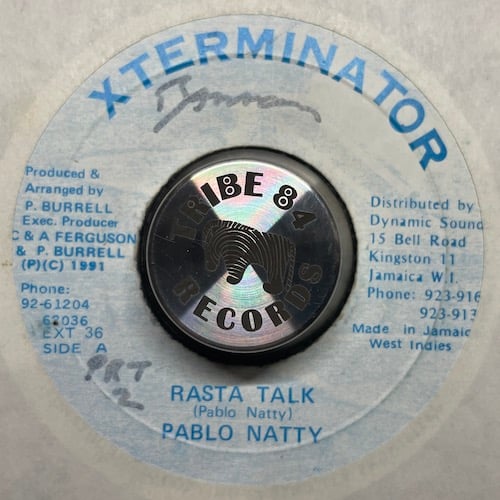 XTERMINATOR
Produced &
Arranged by
P. BURRELL
Exec. Producer
C & A FERGUSON
& P. BURRELL
(P)(C) 1991
Phone:
92-61204
62036
EXT 36
SIDE A
PRT
2
TRIBE 84
RECORDS
Distributed by
Dynamic Sound
15 Bell Road
Kingston 11
Jamaica W.I.
Phone: 923-916
923-913
Made in Jamaic
West Indies
RASTA TALK
(Pablo Natty)
PABLO NATTY